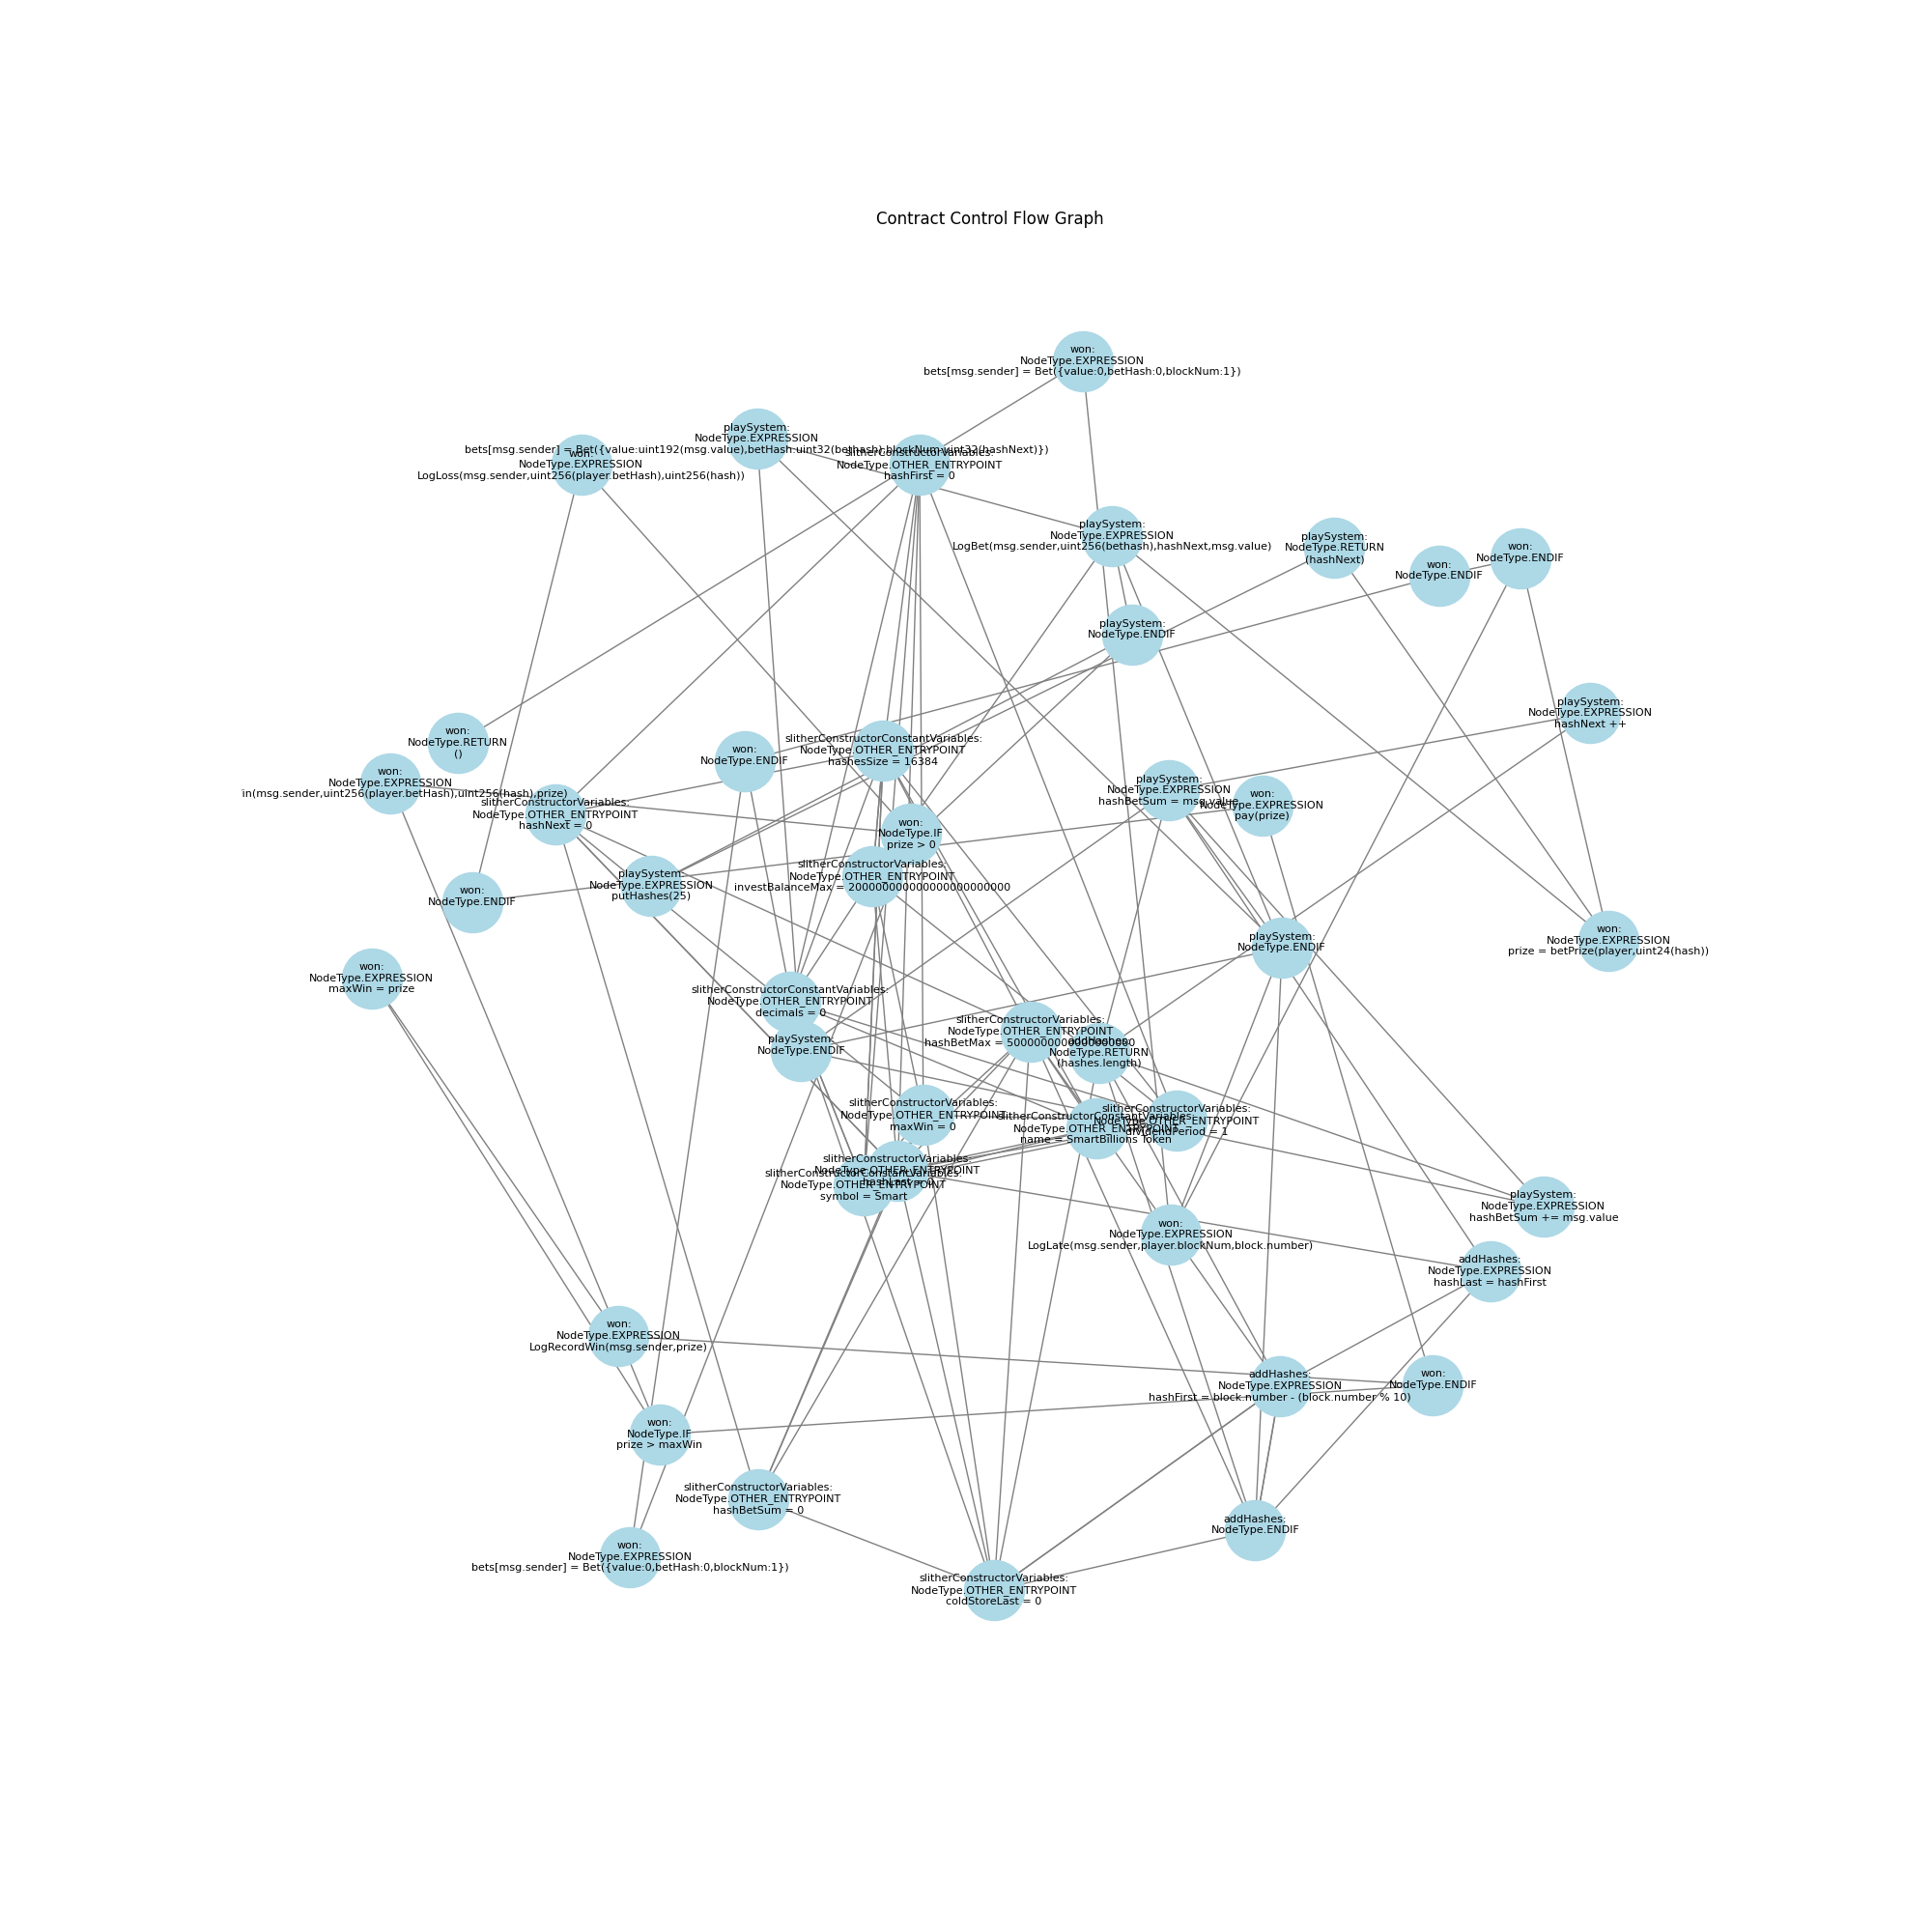 Contract Control Flow Graph
won:
NodeType.EXPRESSION
bets[msg.sender] = Bet({value:0,betHash:0,blockNum:1})
playSystem:
NodeType.EXPRESSION
bets[msg.sender] = Bet({value:uint192(msg.value),betHash:uint32(bethash),blockNum:uint32(hashNext)})
won:
NodeType.EXPRESSION
LogLoss(msg.sender,uint256(player.betHash),uint256(hash))
slitherConstructorVariables:
NodeType.OTHER_ENTRYPOINT
hashFirst = 0
playSystem:
NodeType.EXPRESSION
LogBet(msg.sender,uint256(bethash),hashNext,msg.value)
playSystem:
NodeType.RETURN
(hashNext)
won:
NodeType.ENDIF
won:
NodeType.ENDIF
playSystem:
NodeType.ENDIF
playSystem:
NodeType.EXPRESSION
hashNext ++
won:
NodeType.RETURN
()
won:
NodeType.ENDIF
slitherConstructorConstantVariables:
NodeType.OTHER_ENTRYPOINT
hashesSize = 16384
won:
NodeType.EXPRESSION
in(msg.sender,uint256(player.betHash),uint256(hash),prize)
slitherConstructorVariables:
NodeType.OTHER_ENTRYPOINT
hashNext = 0
playSystem:
NodeType.EXPRESSION
hashBetSum = msg.value
won:
NodeType.EXPRESSION
pay(prize)
won:
NodeType.IF
prize > 0
slitherConstructorVariables:
NodeType.OTHER_ENTRYPOINT
investBalanceMax = 200000000000000000000000
playSystem:
NodeType.EXPRESSION
putHashes(25)
won:
NodeType.ENDIF
playSystem:
NodeType.ENDIF
won:
NodeType.EXPRESSION
prize = betPrize(player,uint24(hash))
won:
NodeType.EXPRESSION
maxWin = prize
slitherConstructorConstantVariables:
NodeType.OTHER_ENTRYPOINT
decimals = 0
playSystem:
NodeType.ENDIF
slitherConstructorVariables:
NodeType.OTHER_ENTRYPOINT
hashBetMax = 5000000000000000000
addHashes:
NodeType.RETURN
(hashes.length)
slitherConstructorVariables:
NodeType.OTHER_ENTRYPOINT
maxWin = 0
slitherConstructorConstantVariables:
NodeType.OTHER_ENTRYPOINT
name = SmartBillions Token
slitherConstructorVariables:
NodeType.OTHER_ENTRYPOINT
dividendPeriod = 1
slitherConstructorVariables:
NodeType.OTHER_ENTRYPOINT
hashLast = 0
slitherConstructorConstantVariables:
NodeType.OTHER_ENTRYPOINT
symbol = Smart
playSystem:
NodeType.EXPRESSION
hashBetSum += msg.value
won:
NodeType.EXPRESSION
LogLate(msg.sender,player.blockNum,block.number)
addHashes:
NodeType.EXPRESSION
hashLast = hashFirst
won:
NodeType.EXPRESSION
LogRecordWin(msg.sender,prize)
addHashes:
NodeType.EXPRESSION
hashFirst = block.number - (block.number % 10)
won:
NodeType.ENDIF
won:
NodeType.IF
prize > maxWin
slitherConstructorVariables:
NodeType.OTHER_ENTRYPOINT
hashBetSum = 0
addHashes:
NodeType.ENDIF
won:
NodeType.EXPRESSION
bets[msg.sender] = Bet({value:0,betHash:0,blockNum:1})
slitherConstructorVariables:
NodeType.OTHER_ENTRYPOINT
coldStoreLast = 0